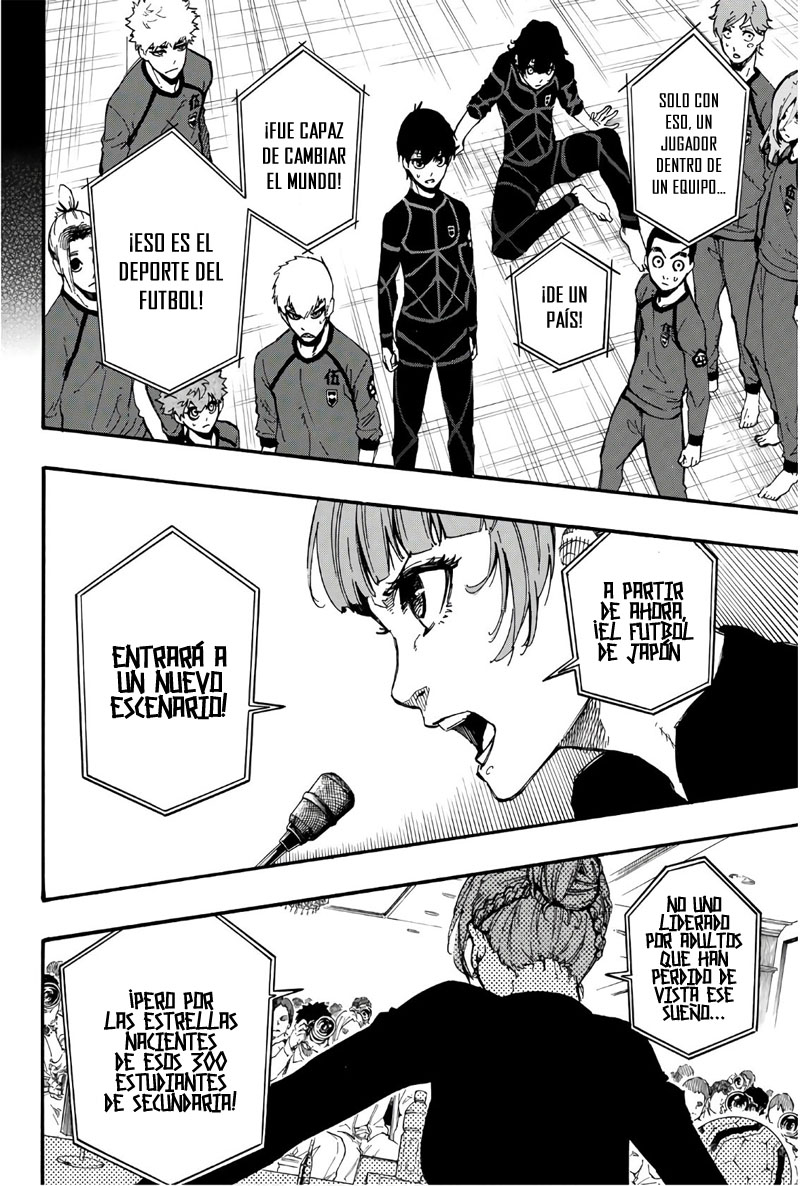 SOLO CON
ESO, UN
JUGADOR
DENTRO DE
UN EQUIPO...
¡DE UN
PAÍS!
¡FUE CAPAZ
DE CAMBIAR
EL MUNDO!
¡ESO ES EL
DEPORTE DEL
FUTBOL!
伍
伍
A PARTIR
DE AHORA,
¡EL FUTBOL
DE JAPÓN
ENTRARÁ A
UN NUEVO
ESCENARIO!
NO UNO
LIDERADO
POR ADULTOS
QUE HAN
PERDIDO DE
VISTA ESE
SUEÑO...
¡PERO POR
LAS ESTRELLAS
NACIENTES
DE ESOS 300
ESTUDIANTES
DE SECUNDARIA!